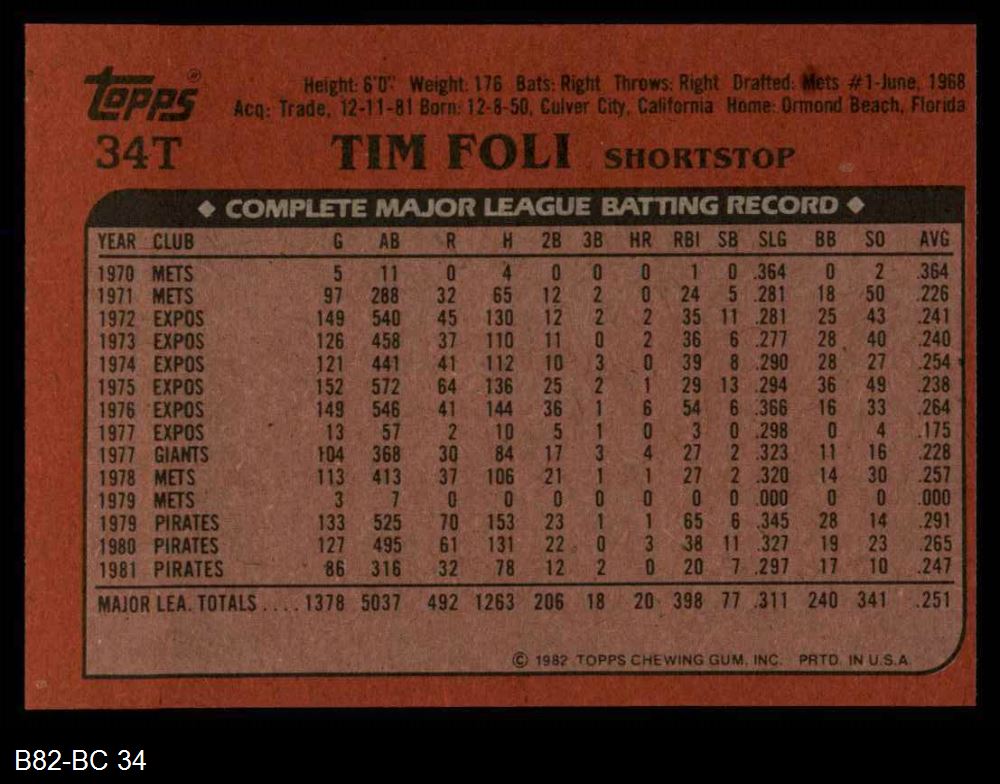 Topps ®
Height: 6'0" Weight: 176 Bats: Right Throws: Right Drafted: Mets #1-June, 1968
Acq: Trade, 12-11-81 Born: 12-8-50, Culver City, California Home: Ormond Beach, Florida
34T TIM FOLI SHORTSTOP
◆ COMPLETE MAJOR LEAGUE BATTING RECORD ◆
YEAR CLUB G AB R H 2B 3B HR RBI SB SLG BB SO AVG
1970 METS 5 11 0 4 0 0 0 1 0 .364 0 2 .364
1971 METS 97 288 32 65 12 2 0 24 5 .281 18 50 .226
1972 EXPOS 149 540 45 130 12 2 2 35 11 .281 25 43 .241
1973 EXPOS 126 458 37 110 11 0 2 36 6 .277 28 40 .240
1974 EXPOS 121 441 41 112 10 3 0 39 8 .290 28 27 .254
1975 EXPOS 152 572 64 136 25 2 1 29 13 .294 36 49 .238
1976 EXPOS 149 546 41 144 36 1 6 54 6 .366 16 33 .264
1977 EXPOS 13 57 2 10 5 1 0 3 0 .298 0 4 .175
1977 GIANTS 104 368 30 84 17 3 4 27 2 .323 11 16 .228
1978 METS 113 413 37 106 21 1 1 27 2 .320 14 30 .257
1979 METS 3 7 0 0 0 0 0 0 0 .000 0 0 .000
1979 PIRATES 133 525 70 153 23 1 1 65 6 .345 28 14 .291
1980 PIRATES 127 495 61 131 22 0 3 38 11 .327 19 23 .265
1981 PIRATES 86 316 32 78 12 2 0 20 7 .297 17 10 .247
MAJOR LEA. TOTALS .... 1378 5037 492 1263 206 18 20 398 77 .311 240 341 .251
© 1982 TOPPS CHEWING GUM, INC. PRTD. IN U.S.A.
B82-BC 34